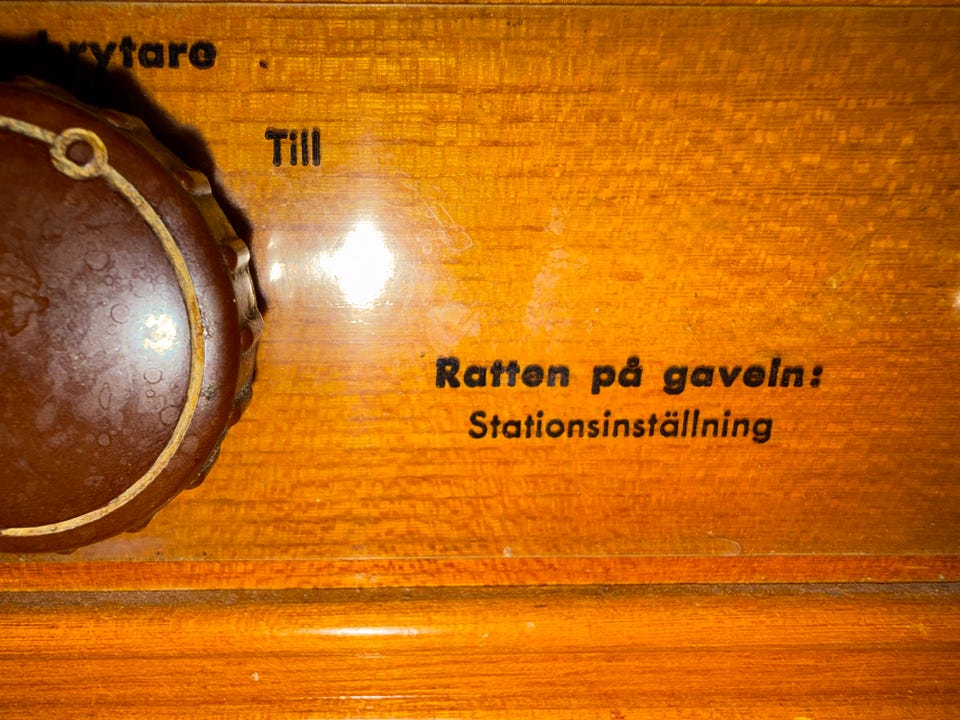 brytare
Till
Ratten på gaveln:
Stationsinställning